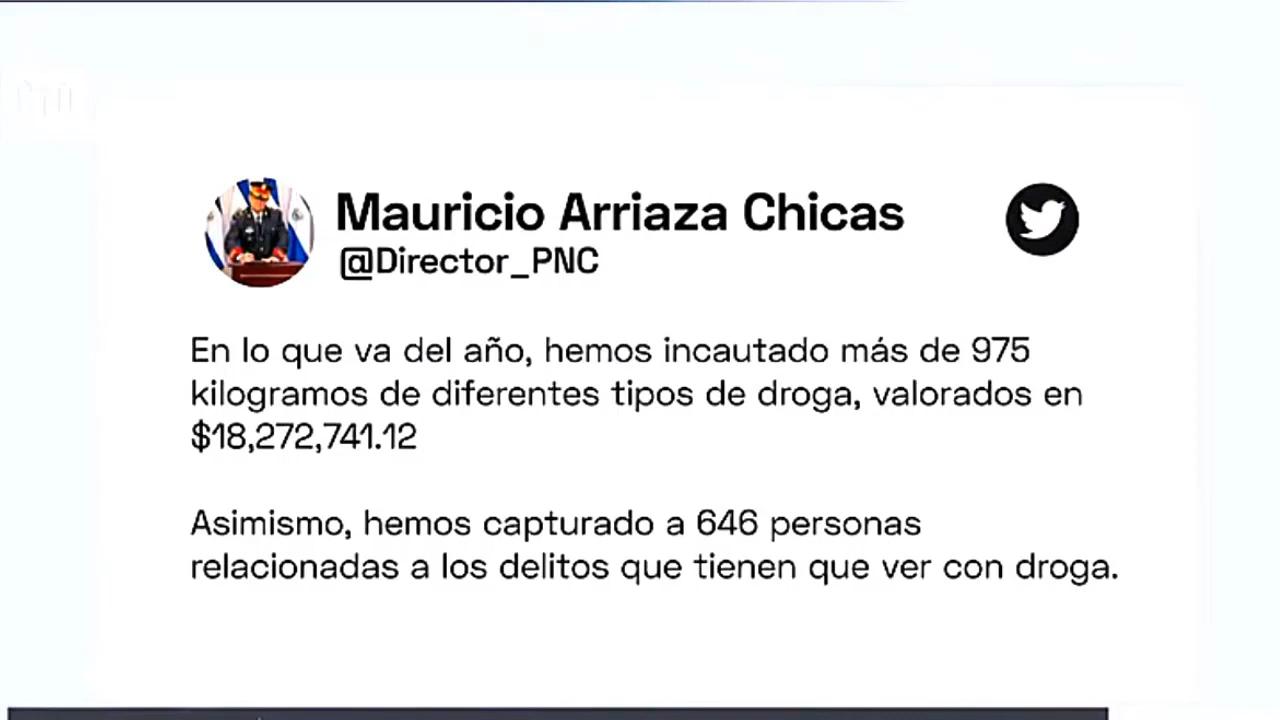 Mauricio Arriaza Chicas
@Director_PNC
En lo que va del año, hemos incautado más de 975
kilogramos de diferentes tipos de droga, valorados en
$18,272,741.12
Asimismo, hemos capturado a 646 personas
relacionadas a los delitos que tienen que ver con droga.